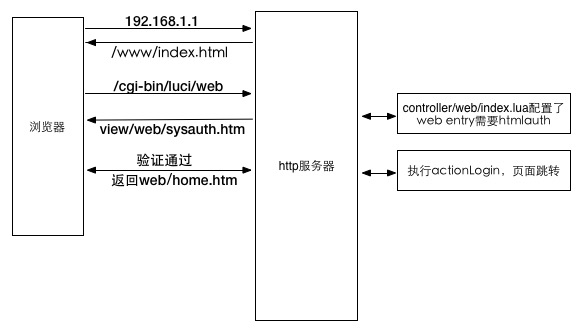 192.168.1.1
/www/index.html
/cgi-bin/luci/web
view/web/sysauth.htm
验证通过
返回web/home.htm
浏览器
http服务器
controller/web/index.lua配置了
web entry需要htmlauth
执行actionLogin，页面跳转